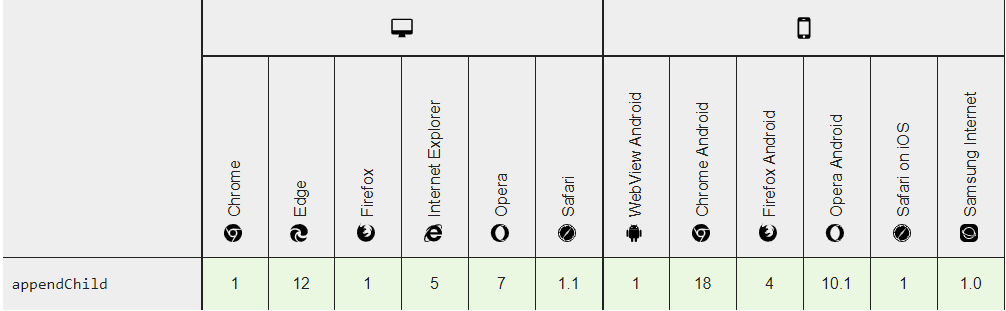 Chrome
Edge
Firefox
Internet Explorer
Opera
Safari
WebView Android
Chrome Android
Firefox Android
Opera Android
Safari on iOS
Samsung Internet
appendChild 1 12 1 5 7 1.1 1 18 4 10.1 1 1.0